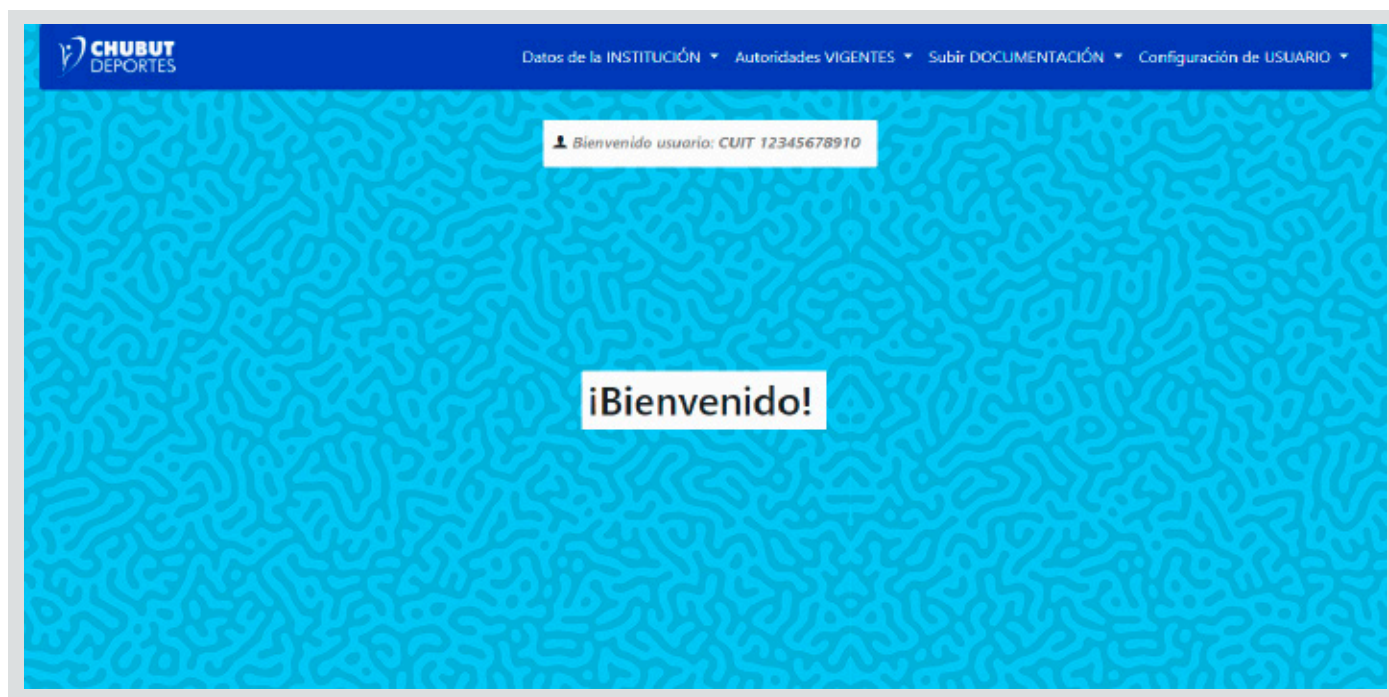 CHUBUT
DEPORTES
Datos de la INSTITUCIÓN Autoridades VIGENTES Subir DOCUMENTACIÓN Configuración de USUARIO
Bienvenido usuario: CUIT 12345678910
¡Bienvenido!